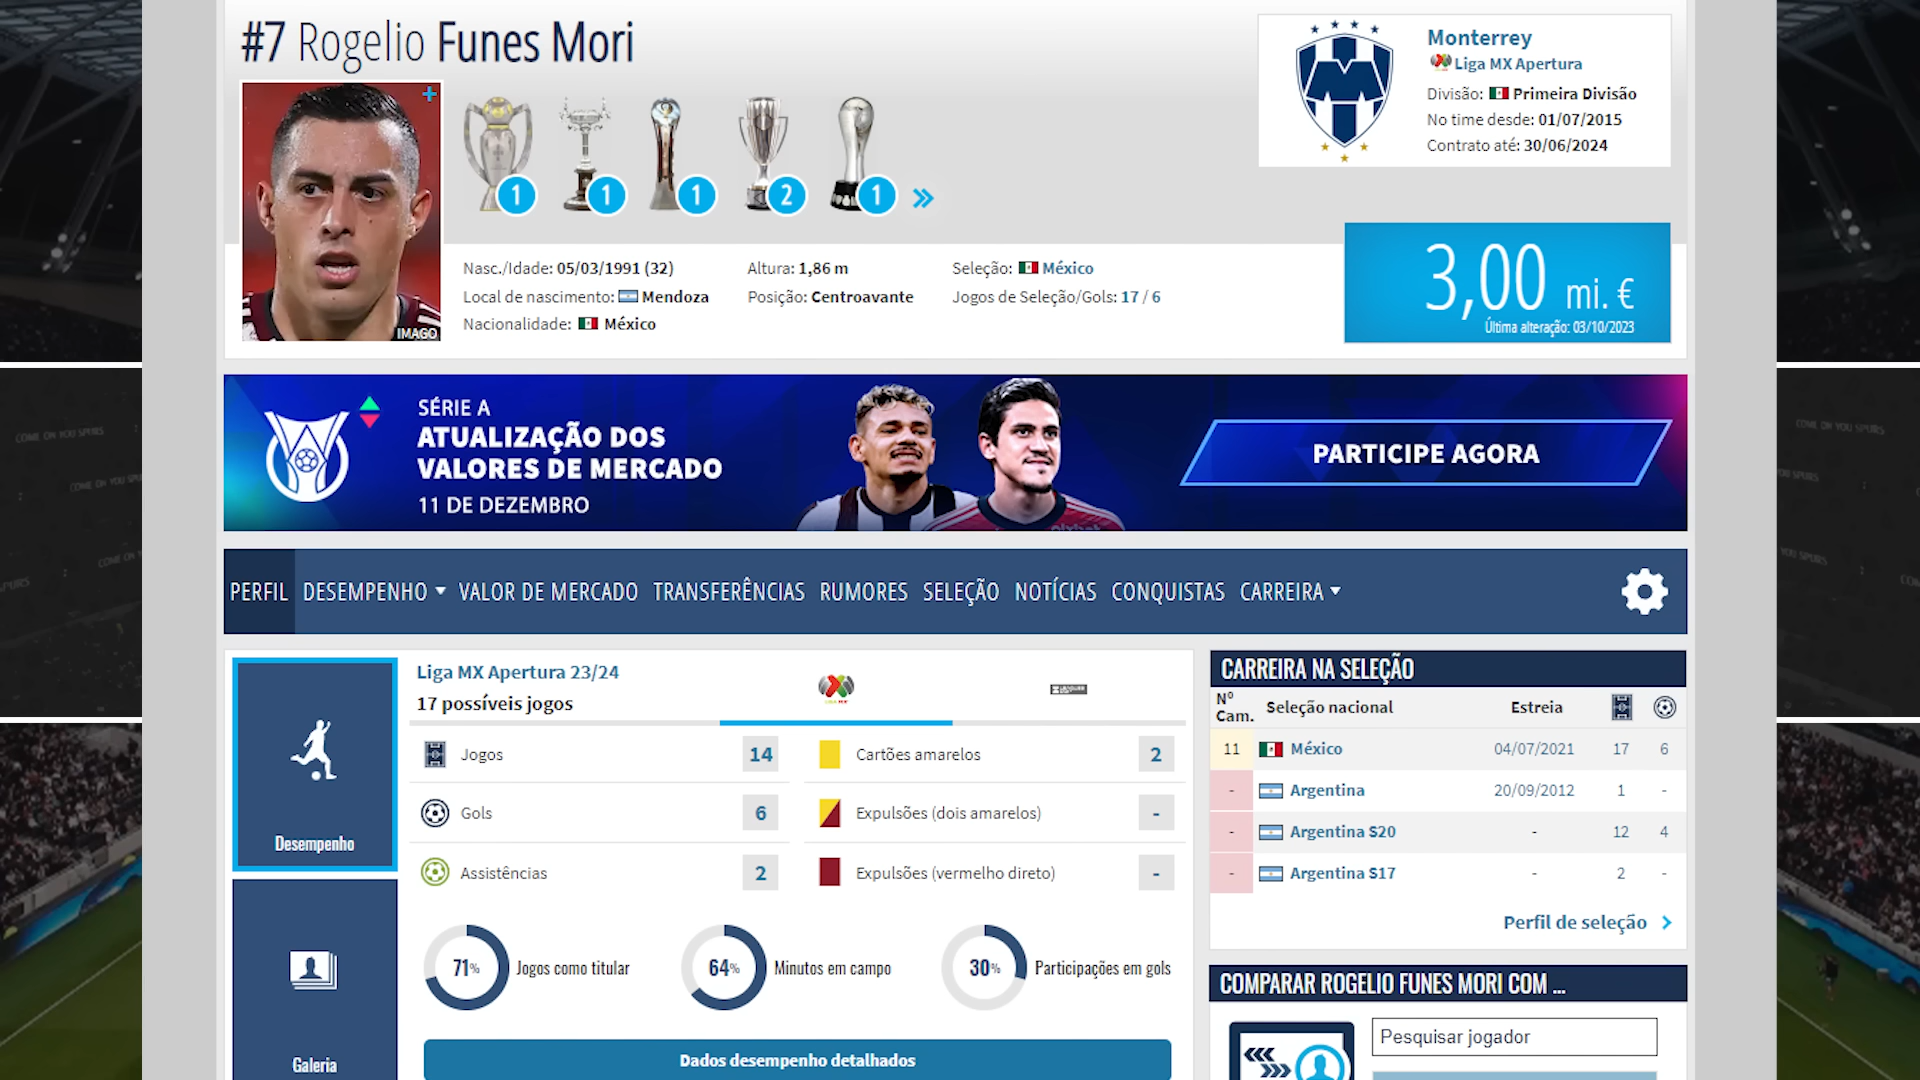 #7 Rogelio Funes Mori
IMAGO
1
1
1
2
1
»
Monterrey
Liga MX Apertura
Divisão: Primeira Divisão
No time desde: 01/07/2015
Contrato até: 30/06/2024
Nasc./Idade: 05/03/1991 (32)
Local de nascimento: Mendoza
Nacionalidade: México
Altura: 1,86 m
Posição: Centroavante
Seleção: México
Jogos de Seleção/Gols: 17 / 6
3,00 mi. €
Última alteração: 03/10/2023
SÉRIE A
ATUALIZAÇÃO DOS
VALORES DE MERCADO
11 DE DEZEMBRO
PARTICIPE AGORA
PERFIL DESEMPENHO VALOR DE MERCADO TRANSFERÊNCIAS RUMORES SELEÇÃO NOTÍCIAS CONQUISTAS CARREIRA
Desempenho
Galeria
Liga MX Apertura 23/24
17 possíveis jogos
Jogos 14
Gols 6
Assistências 2
Cartões amarelos 2
Expulsões (dois amarelos) -
Expulsões (vermelho direto) -
71% Jogos como titular
64% Minutos em campo
30% Participações em gols
Dados desempenho detalhados
CARREIRA NA SELEÇÃO
Nº Cam. Seleção nacional Estreia
11 México 04/07/2021 17 6
- Argentina 20/09/2012 1 -
- Argentina S20 - 12 4
- Argentina S17 - 2 -
Perfil de seleção
COMPARAR ROGELIO FUNES MORI COM ...
Pesquisar jogador
COME ON YOU SPURS
COME ON YOU SPURS